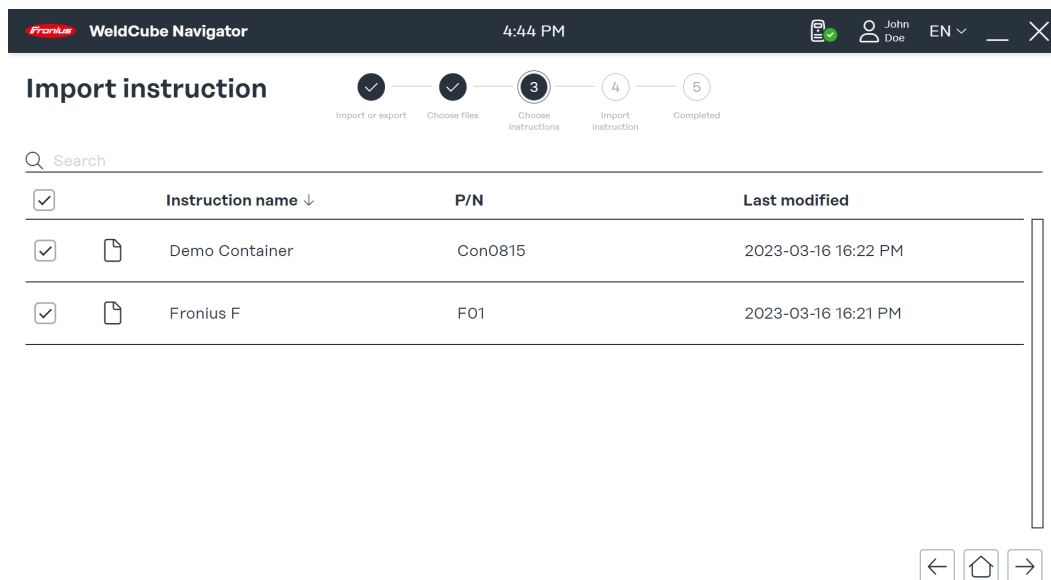 Fronius WeldCube Navigator 4:44 PM John Doe EN
Import instruction
3 4 5
Import or export Choose files Choose instructions Import instruction Completed
Search
Instruction name ↓ P/N Last modified
Demo Container Con0815 2023-03-16 16:22 PM
Fronius F F01 2023-03-16 16:21 PM